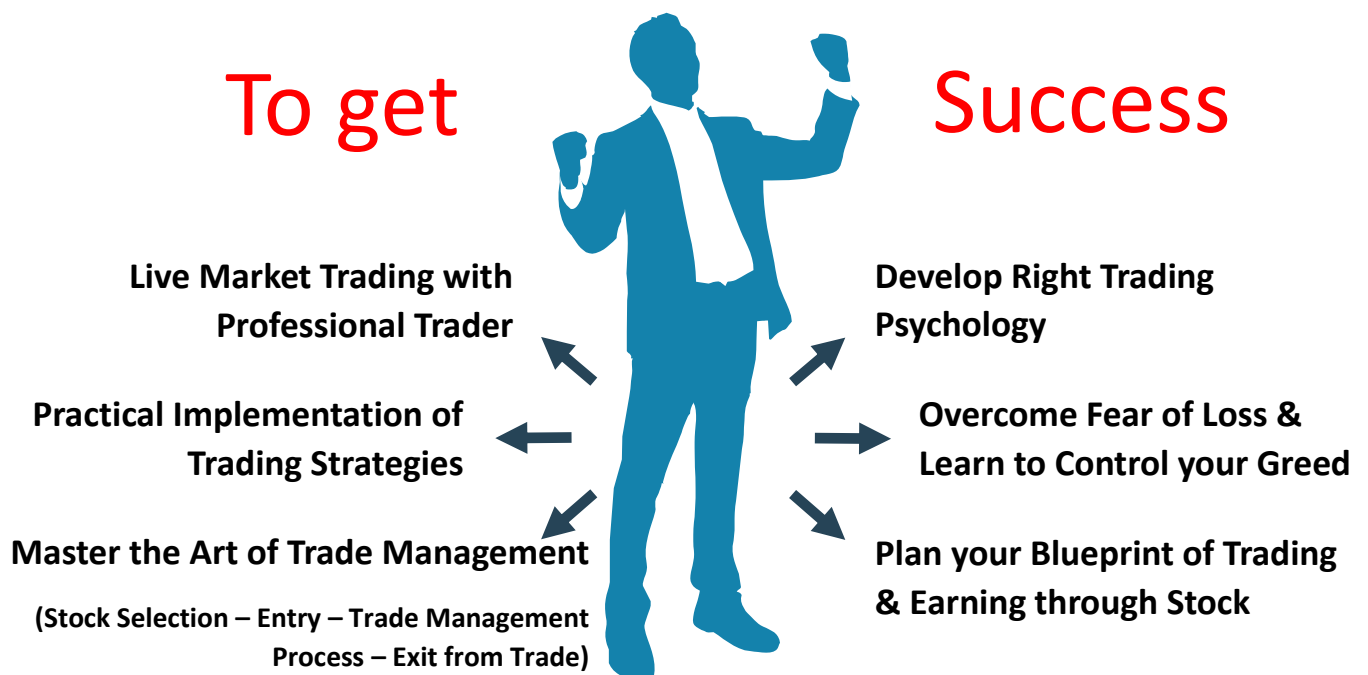 To get
Success
Live Market Trading with
Professional Trader
Practical Implementation of
Trading Strategies
Master the Art of Trade Management
(Stock Selection – Entry – Trade Management
Process – Exit from Trade)
Develop Right Trading
Psychology
Overcome Fear of Loss &
Learn to Control your Greed
Plan your Blueprint of Trading
& Earning through Stock